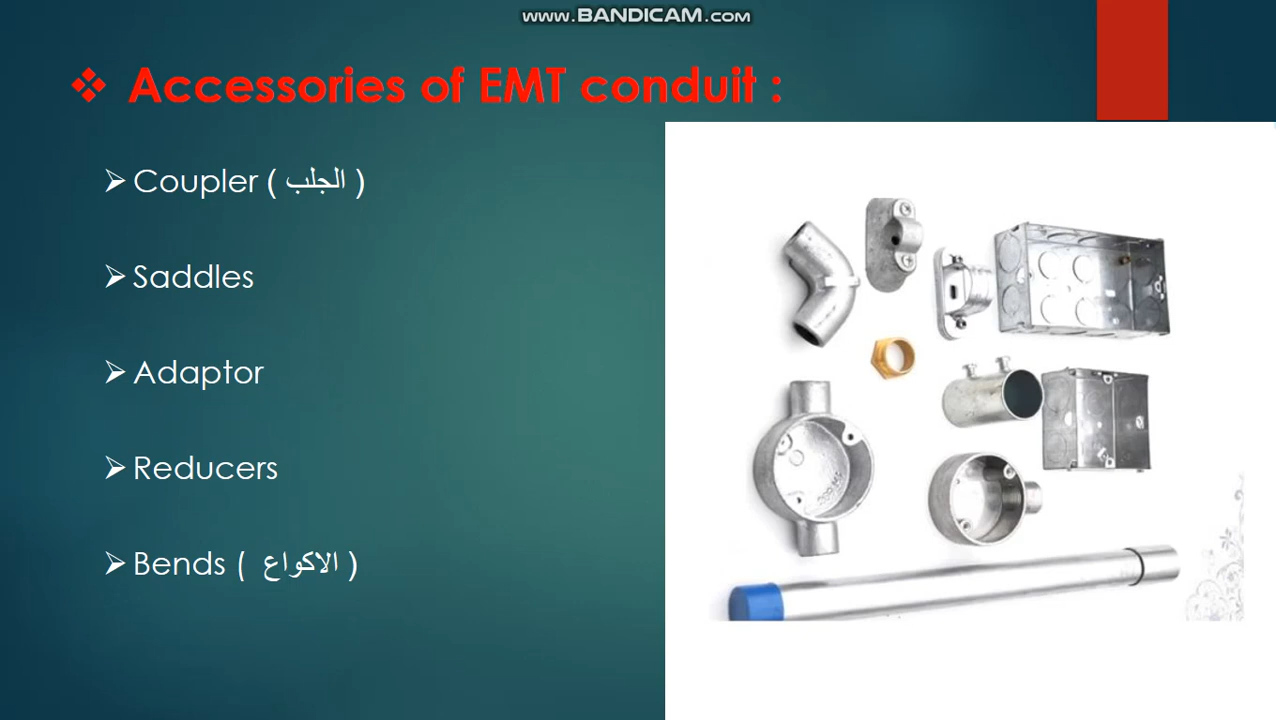 www.BANDICAM.com
❖ Accessories of EMT conduit :
➢ Coupler ( الجلب )
➢ Saddles
➢ Adaptor
➢ Reducers
➢ Bends ( الاكواع )